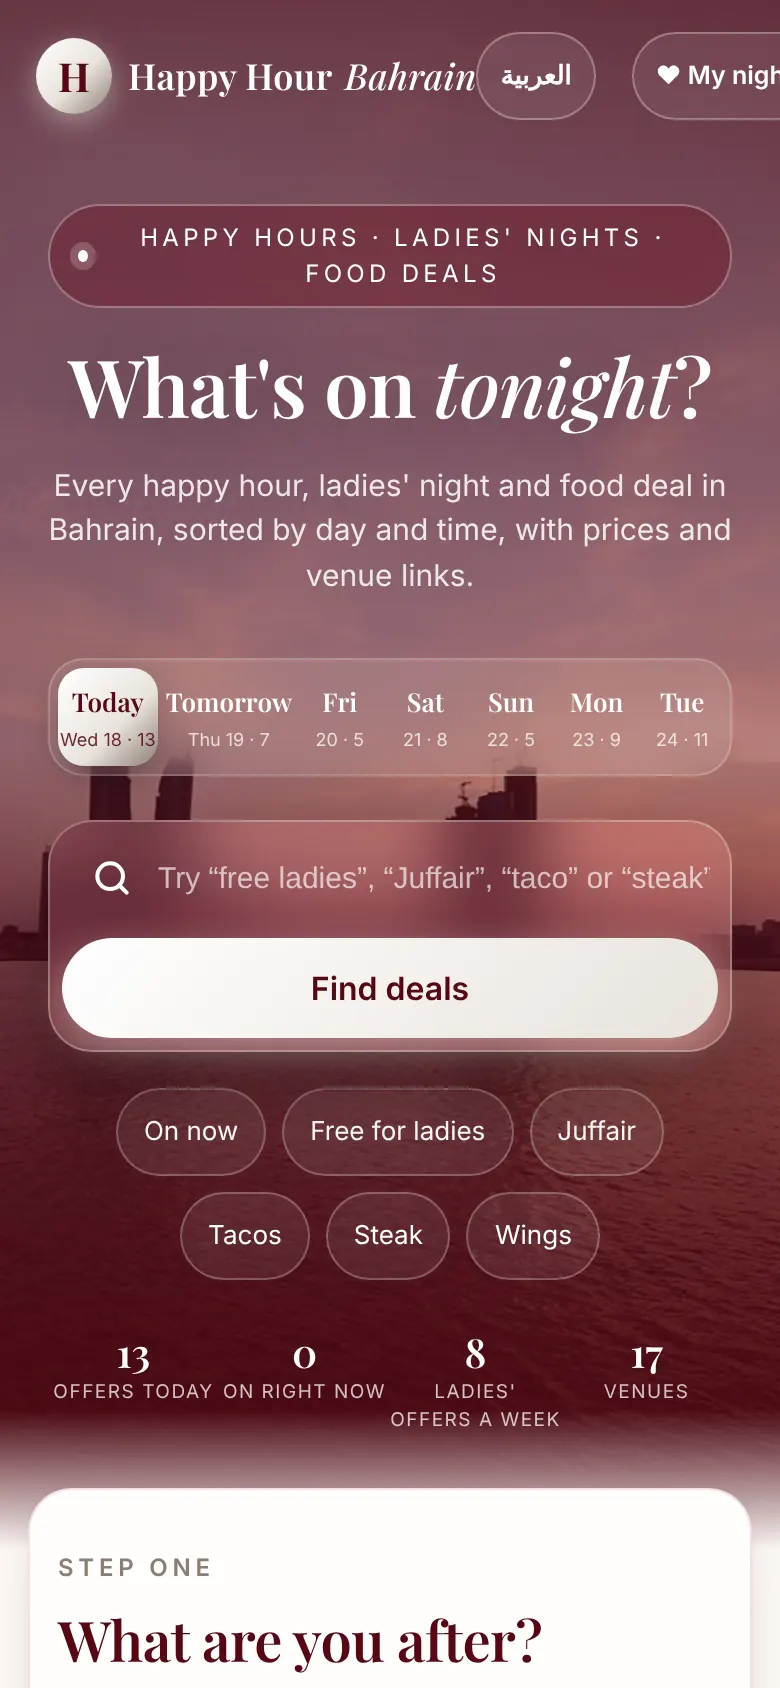 H Happy Hour Bahrain العربية ♥ My nigh
HAPPY HOURS · LADIES' NIGHTS ·
FOOD DEALS
What's on tonight?
Every happy hour, ladies' night and food deal in
Bahrain, sorted by day and time, with prices and
venue links.
Today Tomorrow Fri Sat Sun Mon Tue
Wed 18 · 13 Thu 19 · 7 20 · 5 21 · 8 22 · 5 23 · 9 24 · 11
Try “free ladies”, “Juffair”, “taco” or “steak”
Find deals
On now Free for ladies Juffair
Tacos Steak Wings
13 0 8 17
OFFERS TODAY ON RIGHT NOW LADIES' VENUES
OFFERS A WEEK
STEP ONE
What are you after?